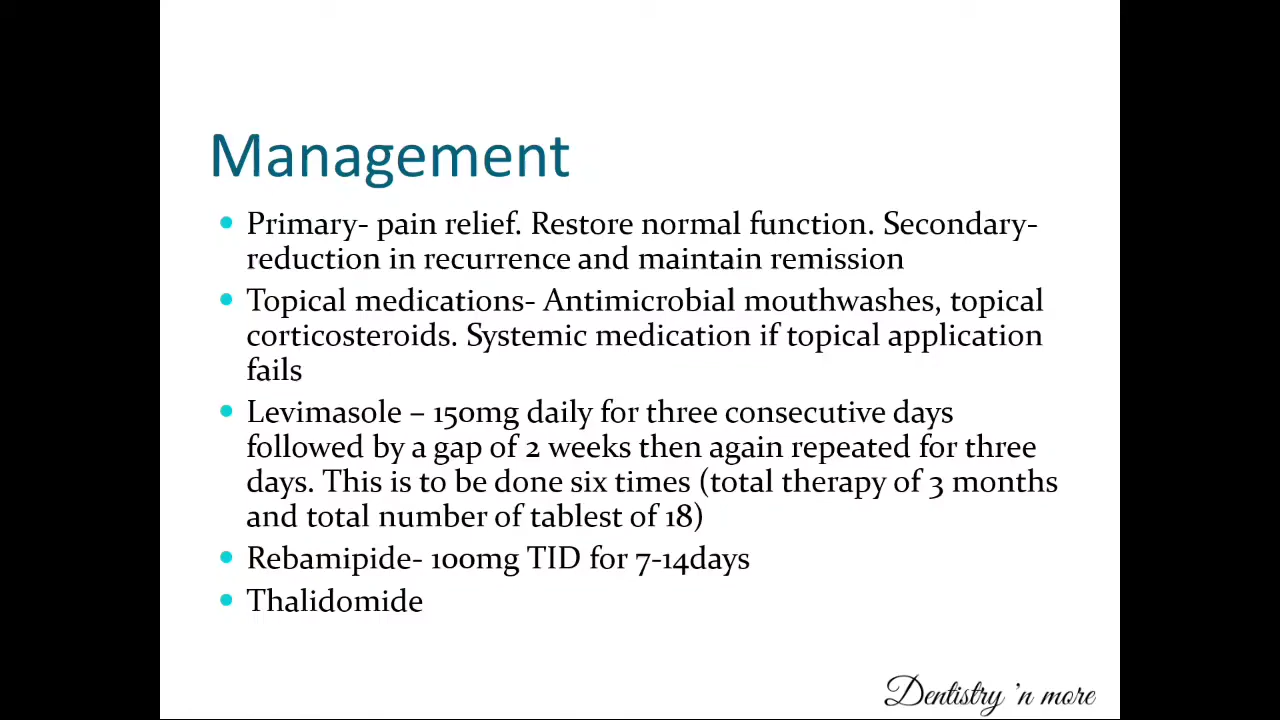 Management
• Primary- pain relief. Restore normal function. Secondary-
reduction in recurrence and maintain remission
• Topical medications- Antimicrobial mouthwashes, topical
corticosteroids. Systemic medication if topical application
fails
• Levimasole – 150mg daily for three consecutive days
followed by a gap of 2 weeks then again repeated for three
days. This is to be done six times (total therapy of 3 months
and total number of tablest of 18)
• Rebamipide- 100mg TID for 7-14days
• Thalidomide
Dentistry 'n more